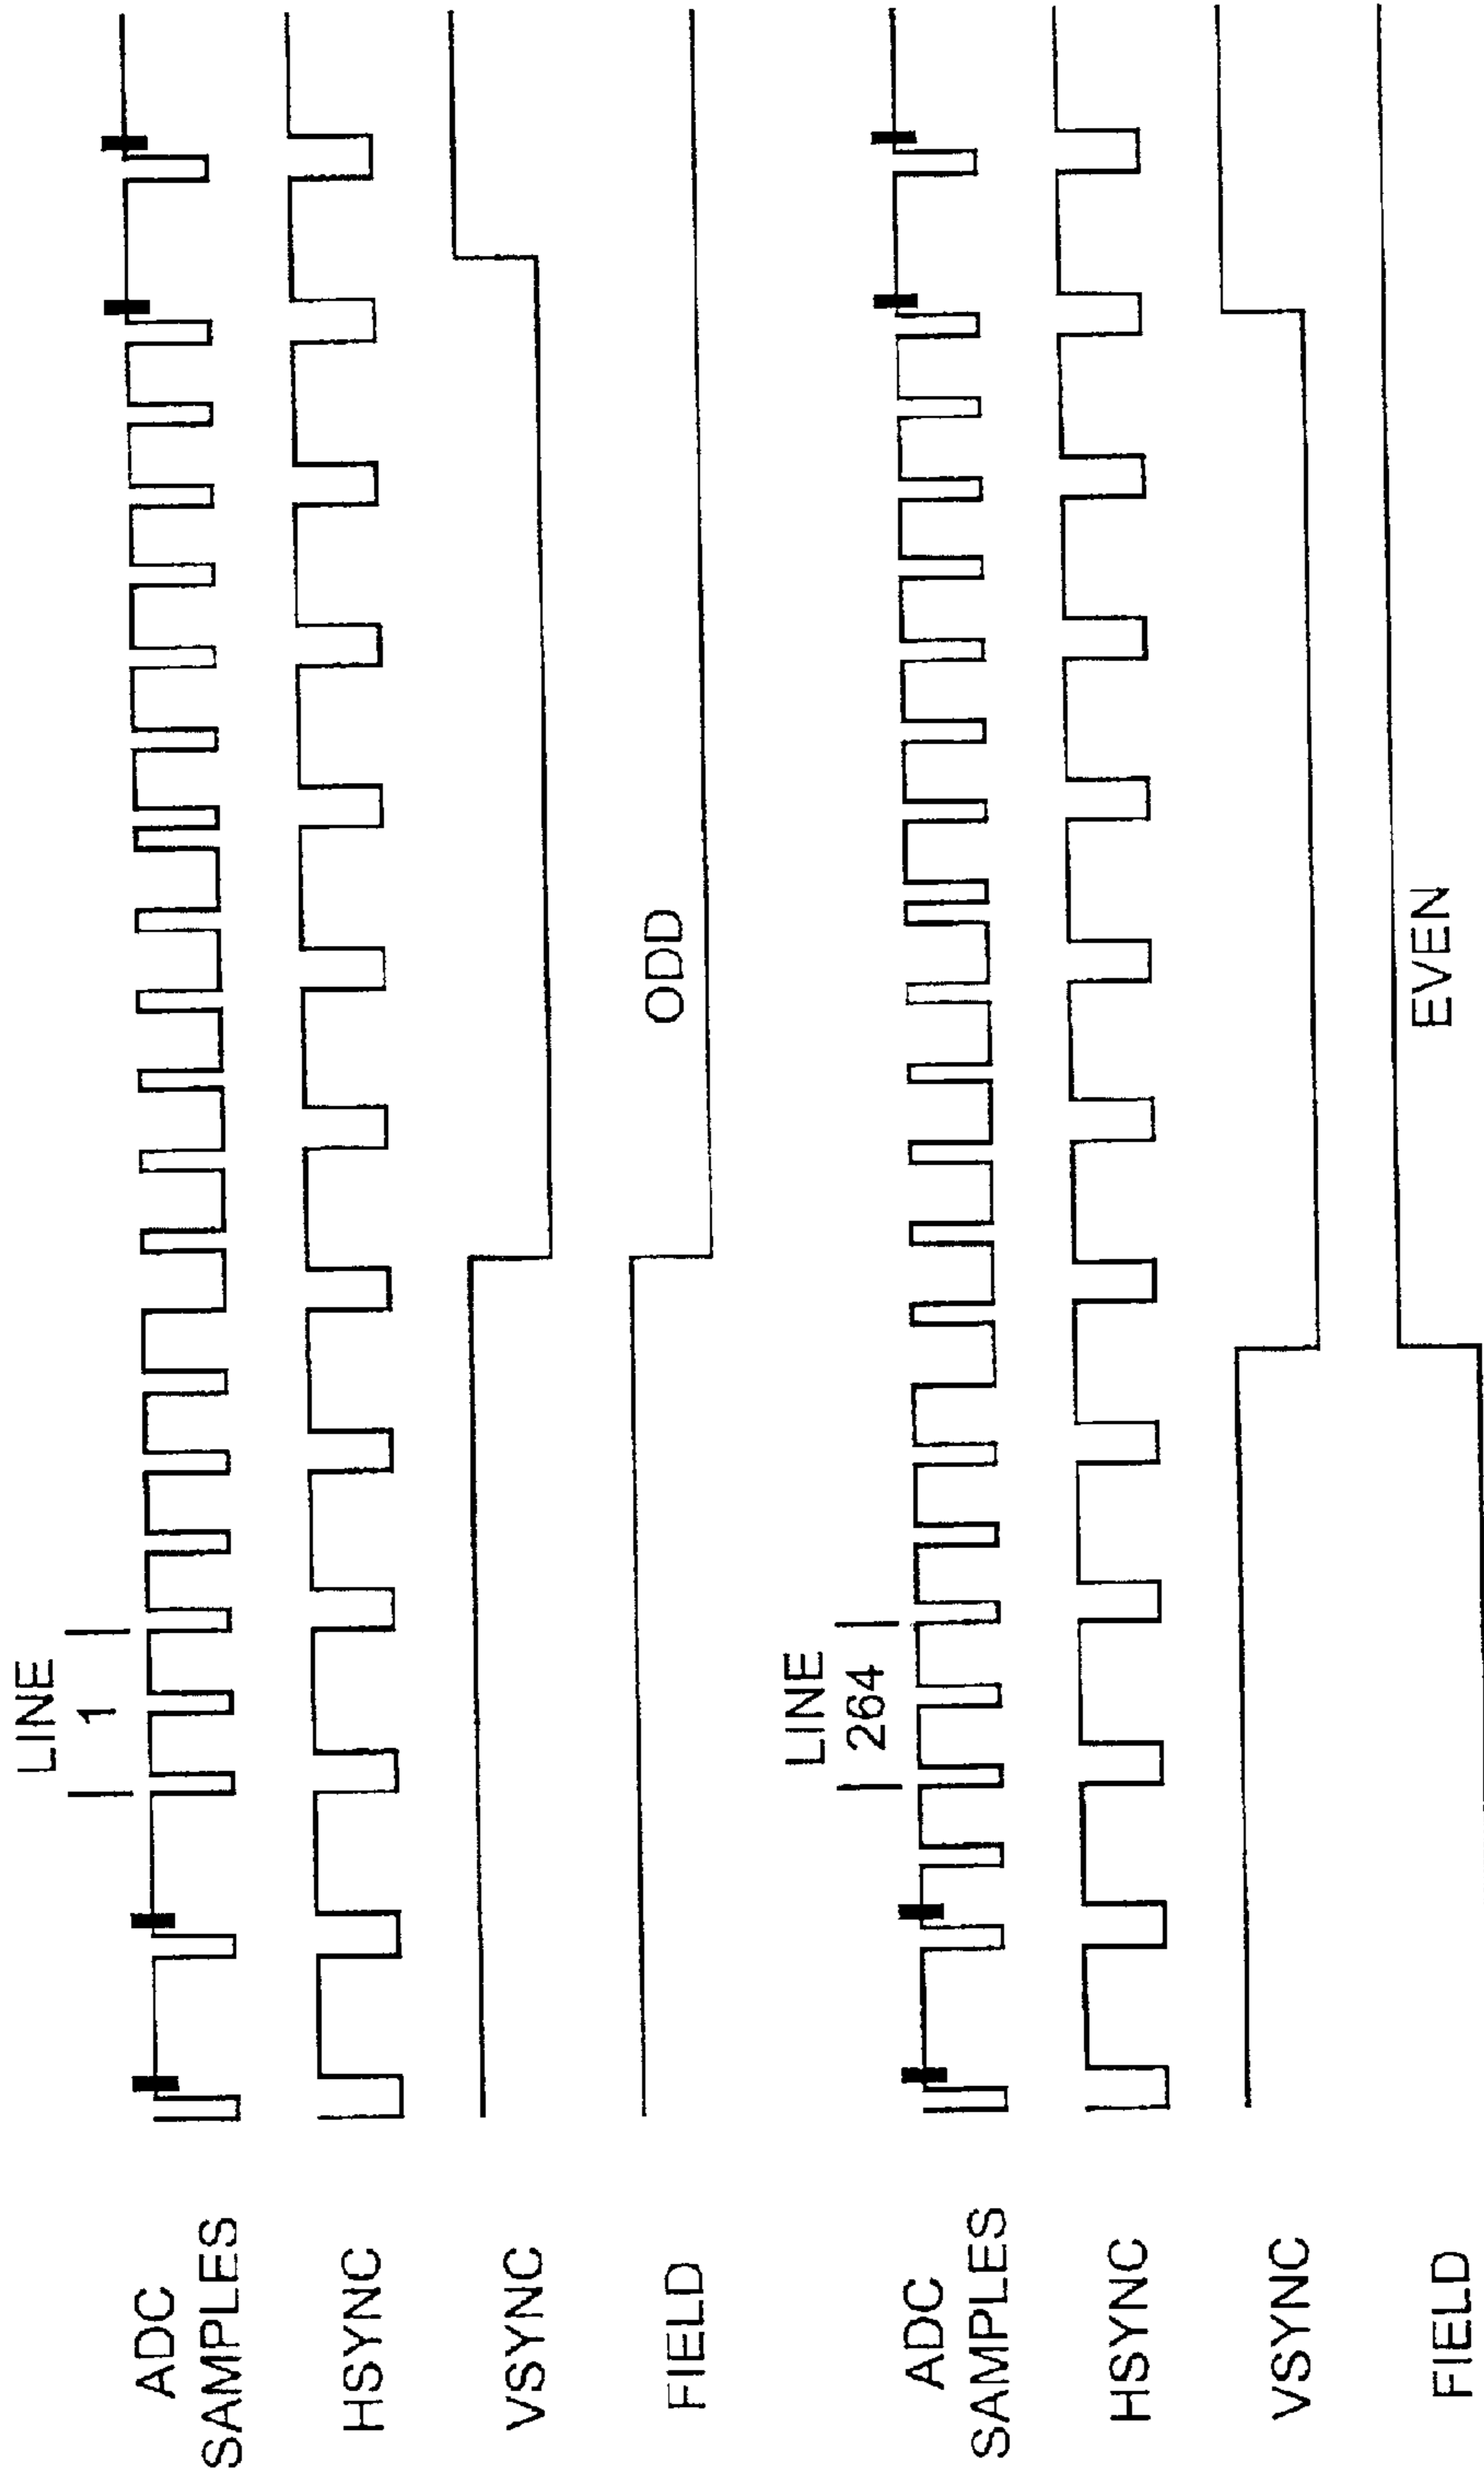 LINE
1
ADC
SAMPLES
HSYNC
VSYNC
FIELD
ODD
LINE
264
ADC
SAMPLES
HSYNC
VSYNC
FIELD
EVEN